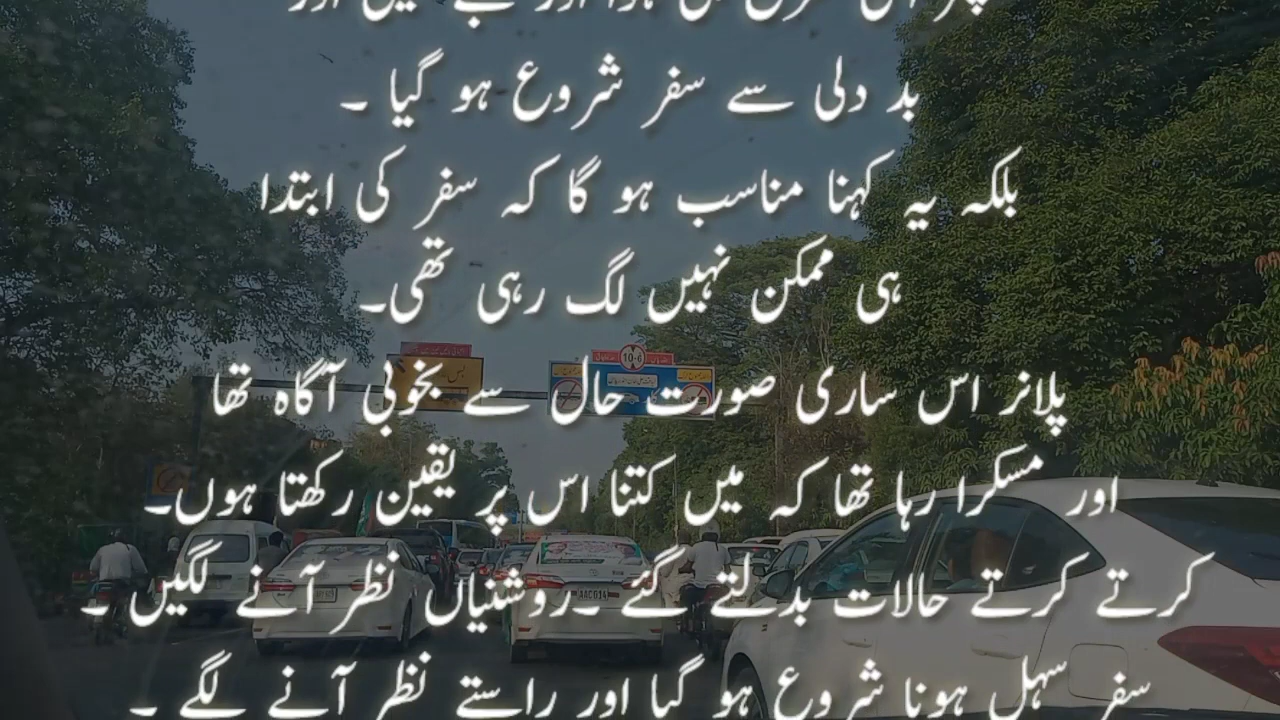 بد دلی سے سفر شروع ہو گیا ۔
بلکہ یہ کہنا مناسب ہو گا کہ سفر کی ابتدا
ہی ممکن نہیں لگ رہی تھی۔
پلانز اس ساری صورت حال سے بخوبی آگاہ تھا
اور مسکرا رہا تھا کہ میں کتنا اس پر یقین رکھتا ہوں۔
کرتے کرتے حالات بدلتے گئے ۔روشنیاں نظر آنے لگیں ۔
سفر سہل ہونا شروع ہو گیا اور راستے نظر آنے لگے ۔
10-6